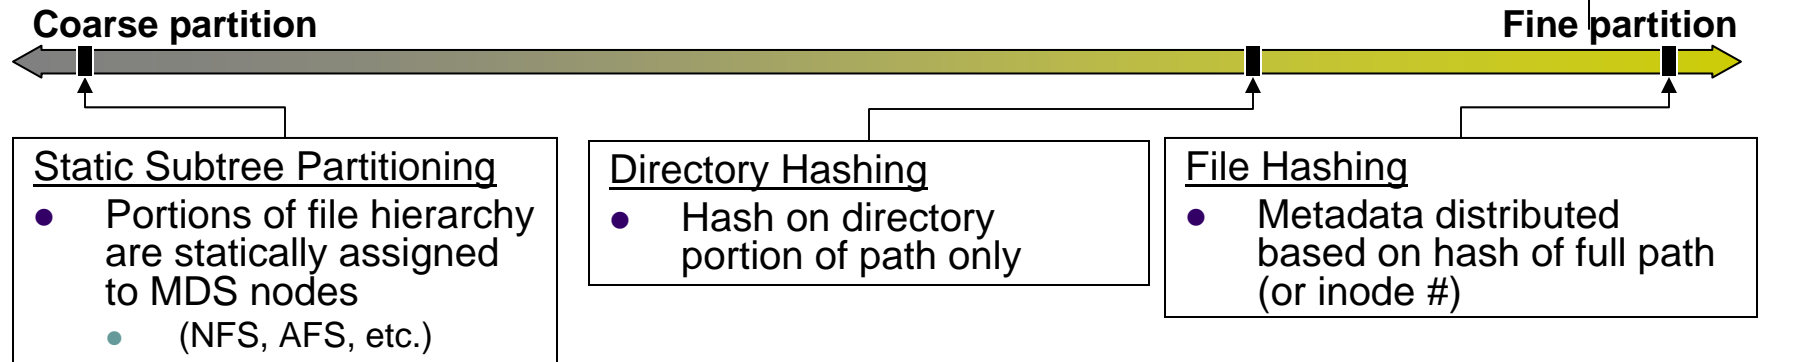 Coarse partition
Fine partition
Static Subtree Partitioning
● Portions of file hierarchy
are statically assigned
to MDS nodes
● (NFS, AFS, etc.)
Directory Hashing
● Hash on directory
portion of path only
File Hashing
● Metadata distributed
based on hash of full path
(or inode #)